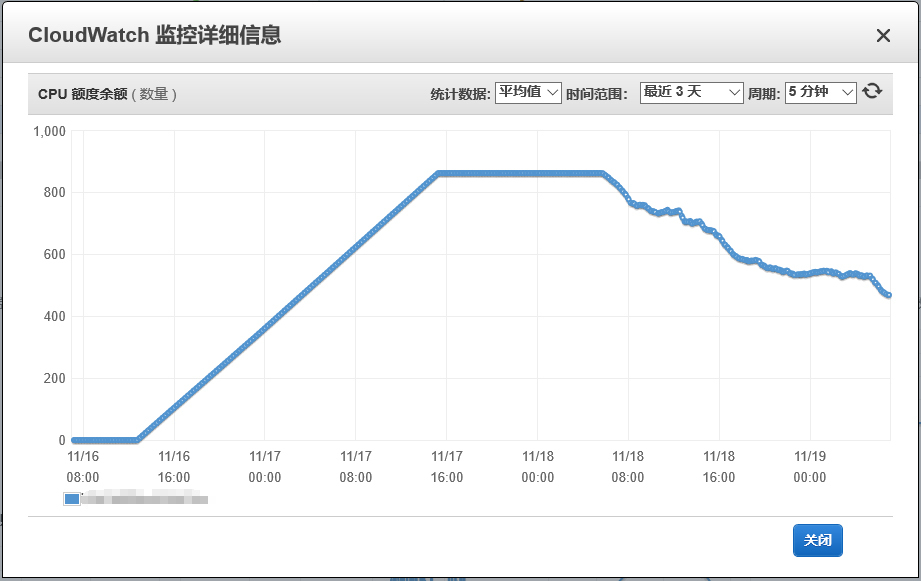 CloudWatch 监控详细信息
CPU 额度余额 ( 数量 ) 统计数据: 平均值 时间范围: 最近 3 天 周期: 5 分钟
1,000
800
600
400
200
0
11/16 11/16 11/17 11/17 11/17 11/18 11/18 11/18 11/19
08:00 16:00 00:00 08:00 16:00 00:00 08:00 16:00 00:00
关闭